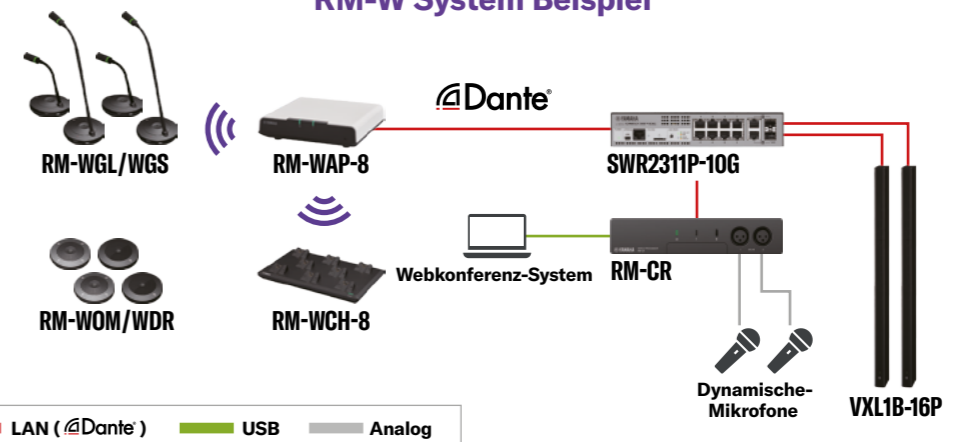 RM-W System Beispiel
Dante®
RM-WGL/WGS
RM-WAP-8
SWR2311P-10G
Webkonferenz-System
RM-CR
RM-WOM/WDR
RM-WCH-8
Dynamische-
Mikrofone
VXL1B-16P
LAN ( Dante® )
USB
Analog